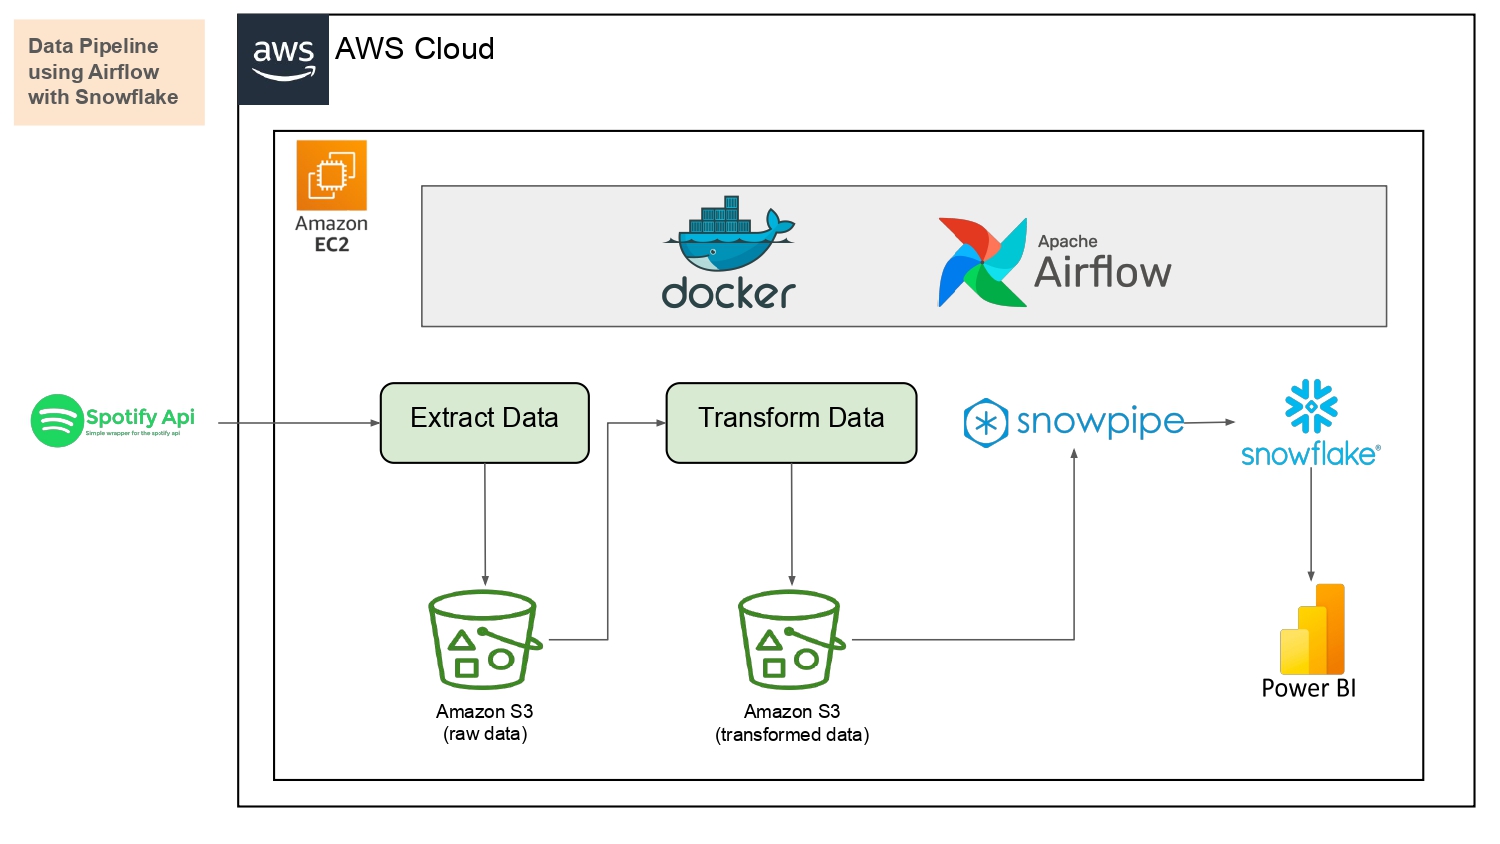 Data Pipeline
using Airflow
with Snowflake
aws
AWS Cloud
Amazon
EC2
docker
Apache
Airflow
Spotify Api
Simple wrapper for the spotify api
Extract Data
Transform Data
snowpipe
snowflake®
Amazon S3
(raw data)
Amazon S3
(transformed data)
Power BI